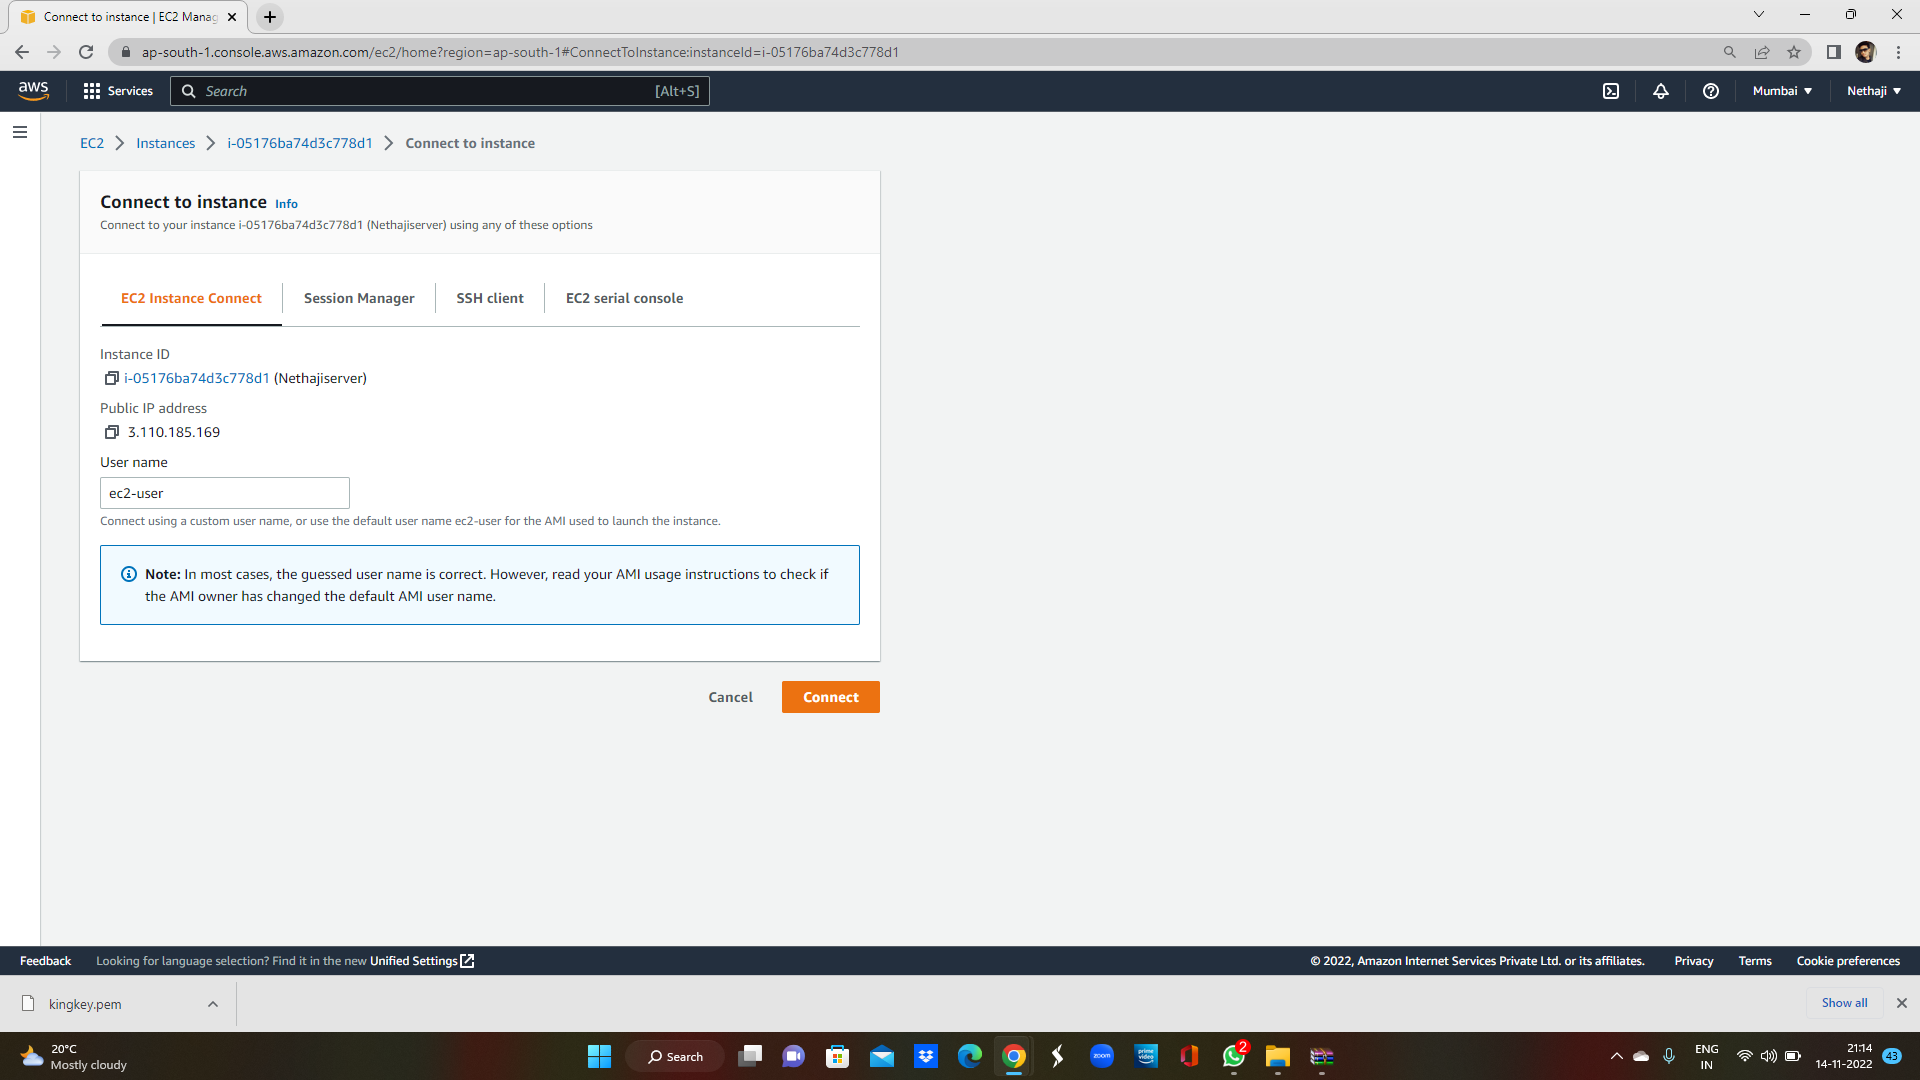 Connect to instance | EC2 Manag
ap-south-1.console.aws.amazon.com/ec2/home?region=ap-south-1#ConnectToInstance:instanceId=i-05176ba74d3c778d1
aws
Services
Search
[Alt+S]
Mumbai
Nethaji
EC2
Instances
i-05176ba74d3c778d1
Connect to instance
Connect to instance Info
Connect to your instance i-05176ba74d3c778d1 (Nethajiserver) using any of these options
EC2 Instance Connect
Session Manager
SSH client
EC2 serial console
Instance ID
i-05176ba74d3c778d1 (Nethajiserver)
Public IP address
3.110.185.169
User name
ec2-user
Connect using a custom user name, or use the default user name ec2-user for the AMI used to launch the instance.
Note: In most cases, the guessed user name is correct. However, read your AMI usage instructions to check if
the AMI owner has changed the default AMI user name.
Cancel
Connect
Feedback
Looking for language selection? Find it in the new Unified Settings
© 2022, Amazon Internet Services Private Ltd. or its affiliates.
Privacy
Terms
Cookie preferences
kingkey.pem
Show all
20°C
Mostly cloudy
Search
zoom
prime video
2
ENG
IN
21:14
14-11-2022
43